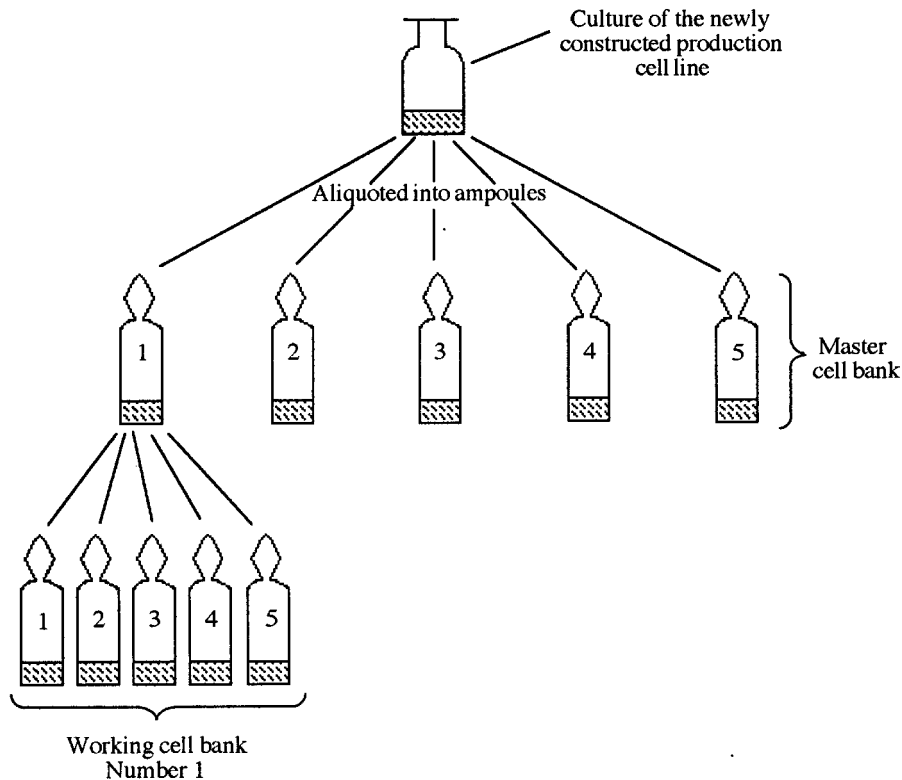 Culture of the newly
constructed production
cell line
Aliquoted into ampoules
1
2
3
4
5
Master
cell bank
1
2
3
4
5
Working cell bank
Number 1